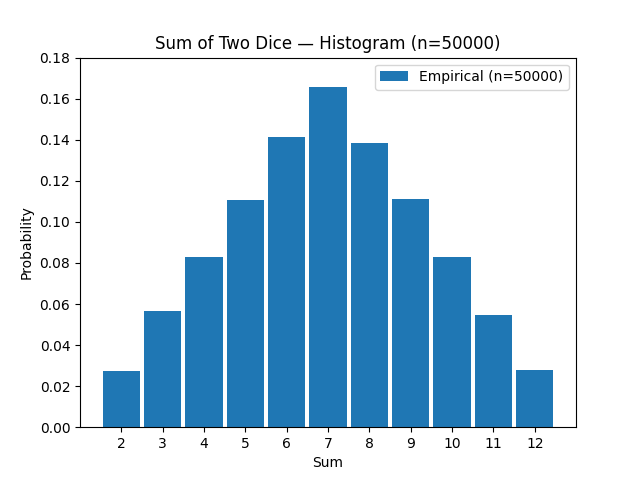 Sum of Two Dice — Histogram (n=50000)
Empirical (n=50000)
Probability
0.18
0.16
0.14
0.12
0.10
0.08
0.06
0.04
0.02
0.00
2 3 4 5 6 7 8 9 10 11 12
Sum